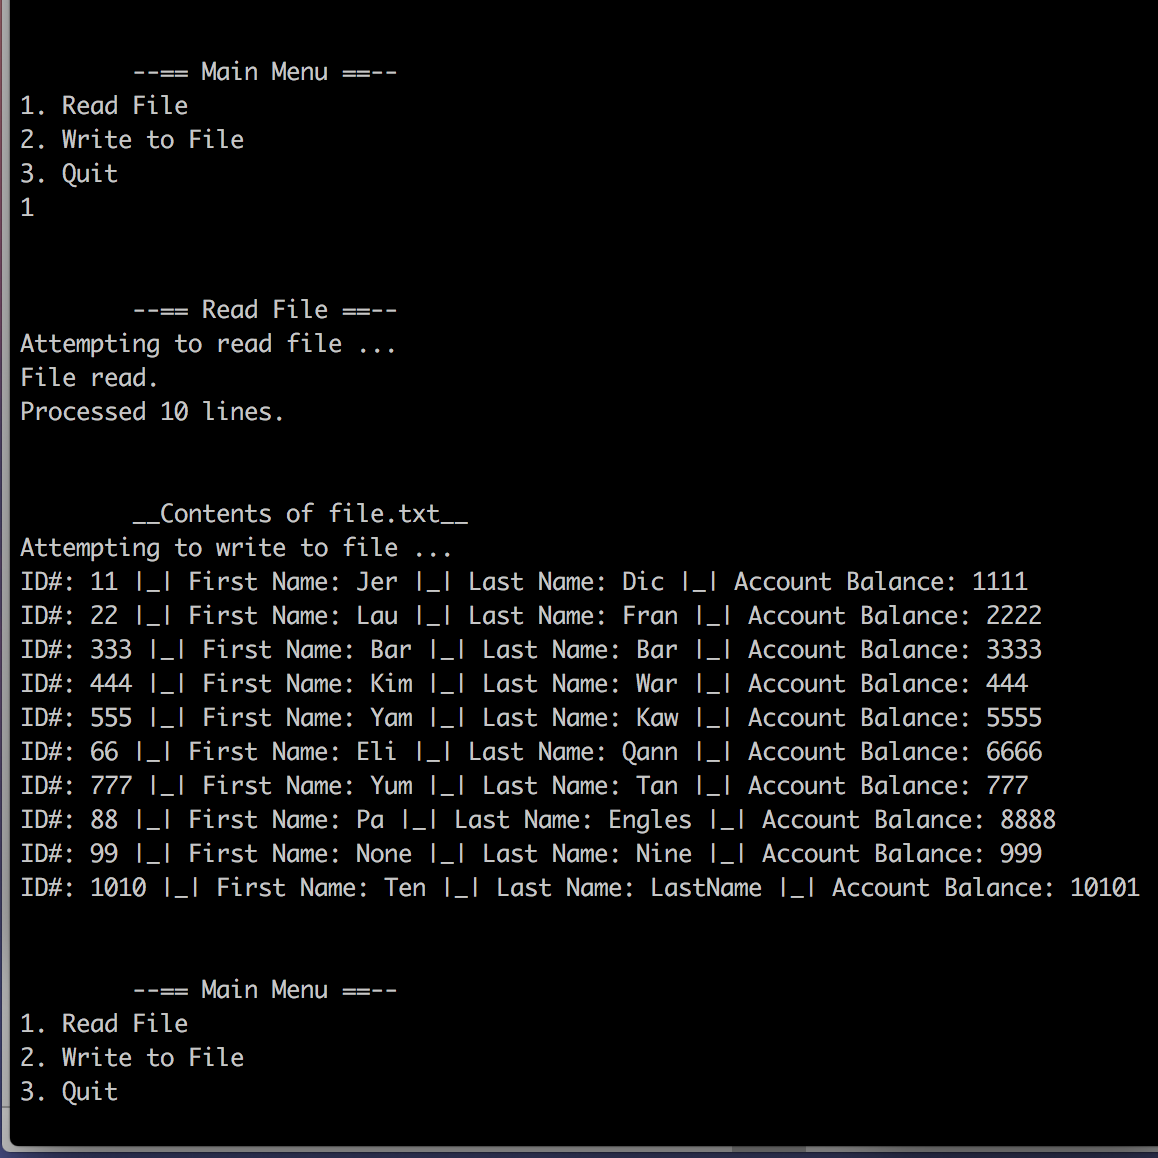 --== Main Menu ==--
1. Read File
2. Write to File
3. Quit
1
--== Read File ==--
Attempting to read file ...
File read.
Processed 10 lines.
__Contents of file.txt__
Attempting to write to file ...
ID#: 11 |_| First Name: Jer |_| Last Name: Dic |_| Account Balance: 1111
ID#: 22 |_| First Name: Lau |_| Last Name: Fran |_| Account Balance: 2222
ID#: 333 |_| First Name: Bar |_| Last Name: Bar |_| Account Balance: 3333
ID#: 444 |_| First Name: Kim |_| Last Name: War |_| Account Balance: 444
ID#: 555 |_| First Name: Yam |_| Last Name: Kaw |_| Account Balance: 5555
ID#: 66 |_| First Name: Eli |_| Last Name: Qann |_| Account Balance: 6666
ID#: 777 |_| First Name: Yum |_| Last Name: Tan |_| Account Balance: 777
ID#: 88 |_| First Name: Pa |_| Last Name: Engles |_| Account Balance: 8888
ID#: 99 |_| First Name: None |_| Last Name: Nine |_| Account Balance: 999
ID#: 1010 |_| First Name: Ten |_| Last Name: LastName |_| Account Balance: 10101
--== Main Menu ==--
1. Read File
2. Write to File
3. Quit